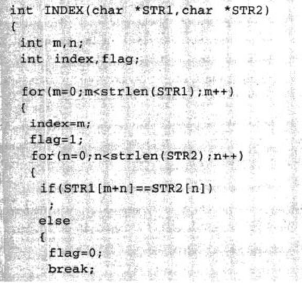 int INDEX(char *STR1,char *STR2)
{
int m,n;
int index,flag;
for(m=0;m<strlen(STR1);m++)
{
index=m;
flag=1;
for(n=0;n<strlen(STR2);n++)
{
if(STR1[m+n]==STR2[n])
;
else
{
flag=0;
break;